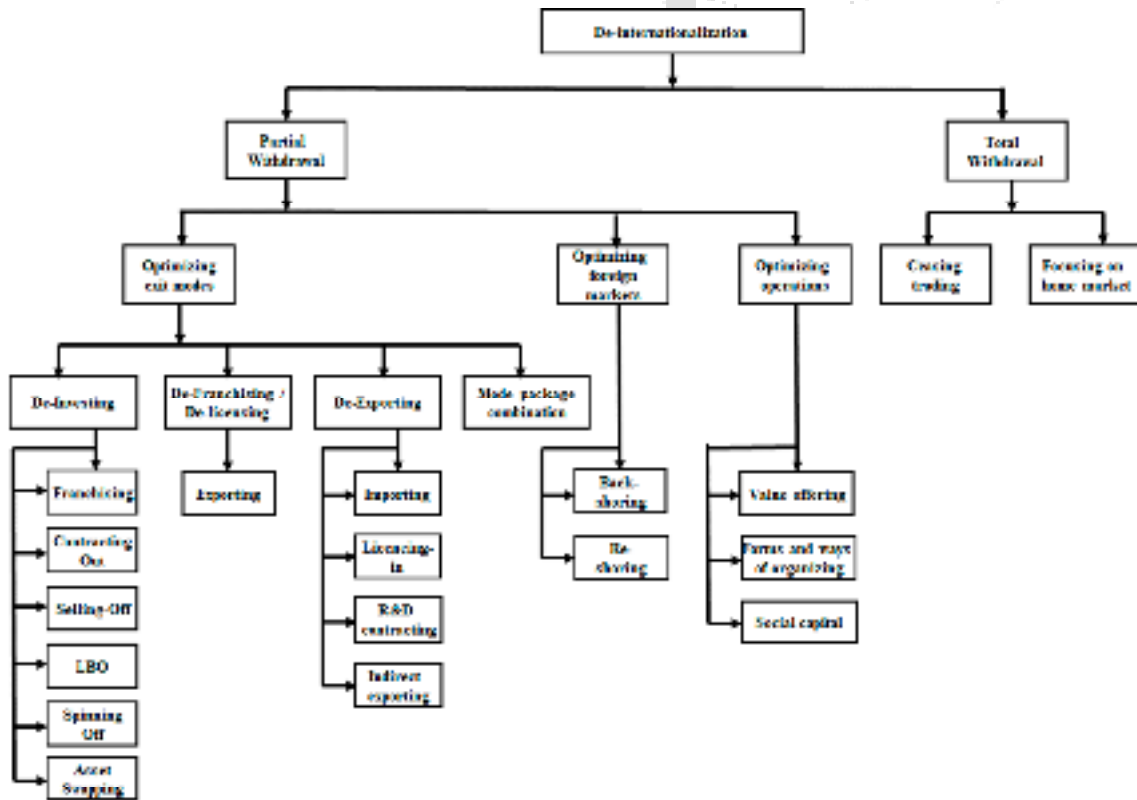 De-internationalization
Partial
Withdrawal
Total
Withdrawal
Optimizing
exit modes
Optimizing
foreign
markets
Optimizing
operations
Ceasing
trading
Focusing on
home market
De-Investing
De-Franchising /
De-licensing
De-Exporting
Mode package
combination
Franchising
Exporting
Importing
Back-
shoring
Value offering
Contracting
Out
Licencing-
in
Re-
shoring
Forms and ways
of organizing
Selling-Off
R&D
contracting
Social capital
LBO
Indirect
exporting
Spinning
Off
Asset
Swapping